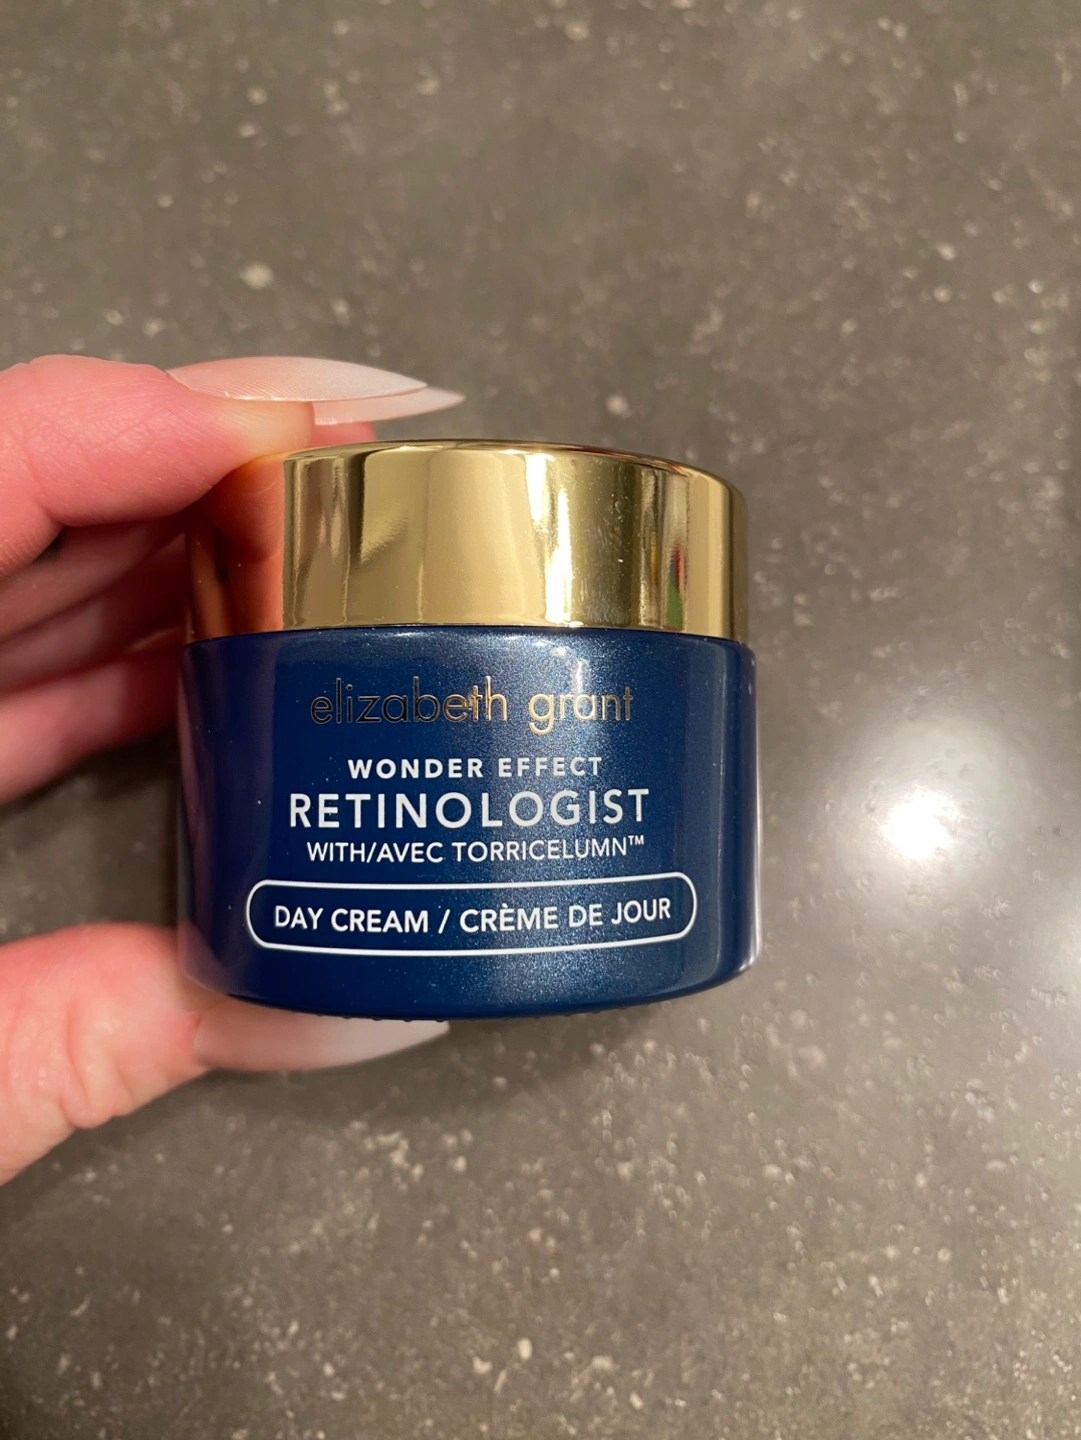 elizabeth grant
WONDER EFFECT
RETINOLOGIST
WITH/AVEC TORRICELUMN™
DAY CREAM / CRÈME DE JOUR